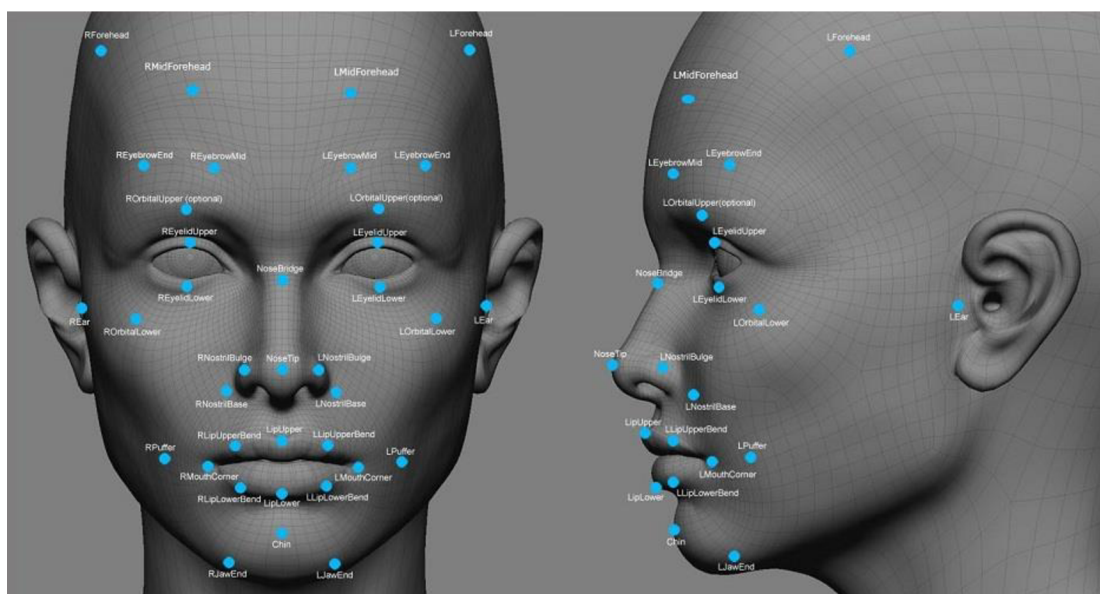 RForehead
LForehead
RMidForehead
LMidForehead
REyebrowEnd
REyebrowMid
LEyebrowMid
LEyebrowEnd
ROrbitalUpper (optional)
LOrbitalUpper(optional)
REyelidUpper
LEyelidUpper
NoseBridge
REyelidLower
LEyelidLower
REar
LEar
ROrbitalLower
LOrbitalLower
RNostrilBulge
NoseTip
LNostrilBulge
RNostrilBase
LNostrilBase
LipUpper
RLipUpperBend
LLipUpperBend
RPuffer
LPuffer
RMouthCorner
LMouthCorner
RLipLowerBend
LipLower
LLipLowerBend
Chin
RJawEnd
LJawEnd
LForehead
LMidForehead
LEyebrowMid
LEyebrowEnd
LOrbitalUpper(optional)
LEyelidUpper
NoseBridge
LEyelidLower
LOrbitalLower
LEar
NoseTip
LNostrilBulge
LNostrilBase
LipUpper
LLipUpperBend
LPuffer
LMouthCorner
LipLower
LLipLowerBend
Chin
LJawEnd